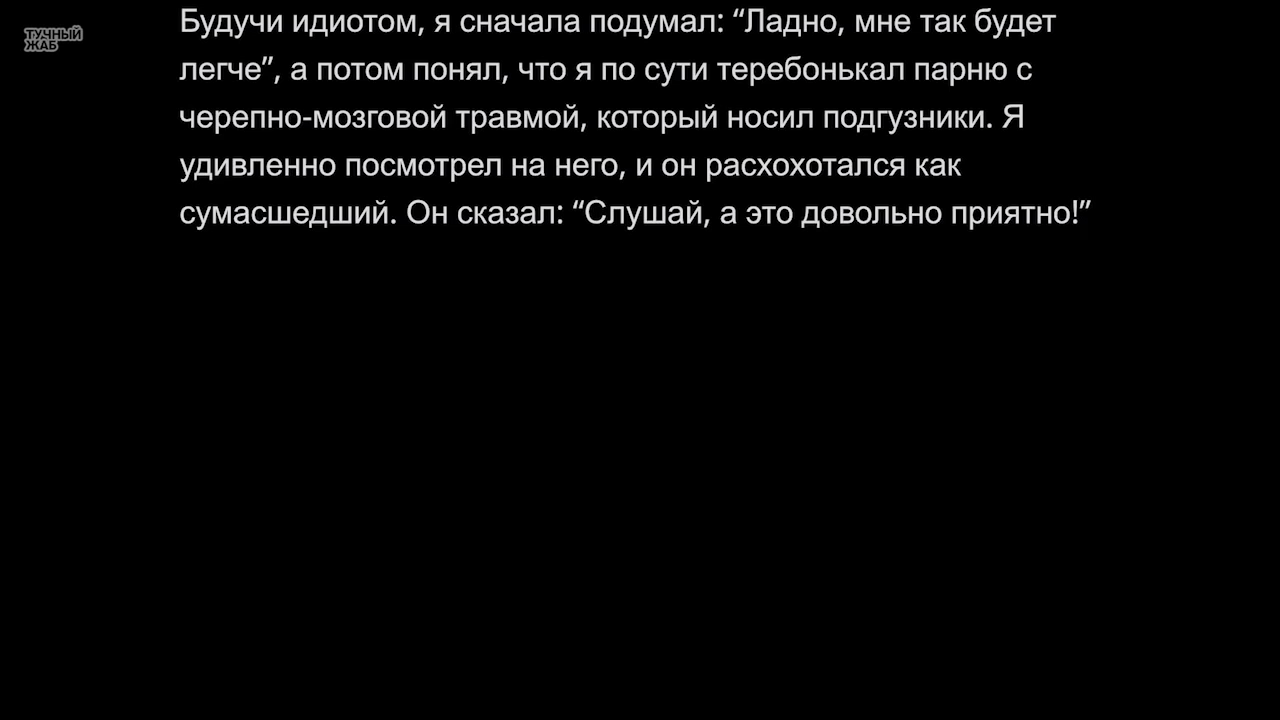 ТУЧНЫЙ
ЖАБ
Будучи идиотом, я сначала подумал: “Ладно, мне так будет
легче”, а потом понял, что я по сути теребонькал парню с
черепно-мозговой травмой, который носил подгузники. Я
удивленно посмотрел на него, и он расхохотался как
сумасшедший. Он сказал: “Слушай, а это довольно приятно!”